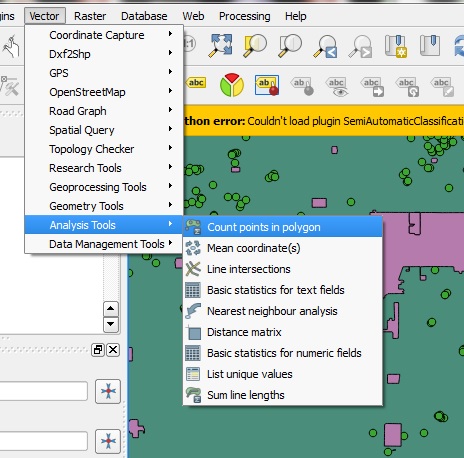 gins Vector Raster Database Web Processing Help
Coordinate Capture
Dxf2Shp
GPS
OpenStreetMap
Road Graph
Spatial Query
Topology Checker
Research Tools
Geoprocessing Tools
Geometry Tools
Analysis Tools
Data Management Tools
abc abc abc abc abc abc
thon error: Couldn't load plugin SemiAutomaticClassificati
Count points in polygon
Mean coordinate(s)
Line intersections
Basic statistics for text fields
Nearest neighbour analysis
Distance matrix
Basic statistics for numeric fields
List unique values
Sum line lengths